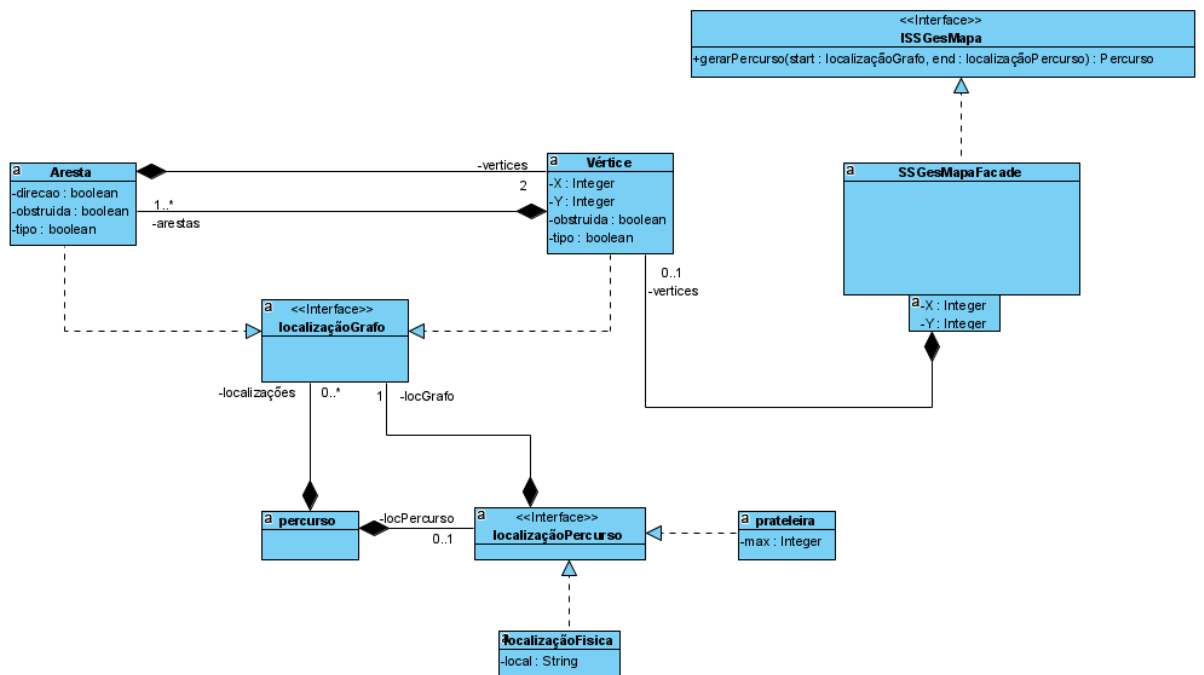 <<Interface>>
ISSGesMapa
+gerarPercurso(start : localizaçãoGrafo, end : localizaçãoPercurso) : Percurso
a
Aresta
-direcao : boolean
-obstruida : boolean
-tipo : boolean
-vertices
2
1..*
-arestas
a
Vértice
-X : Integer
-Y : Integer
-obstruida : boolean
-tipo : boolean
a
SSGesMapaFacade
0..1
-vertices
a
-X : Integer
-Y : Integer
a
<<Interface>>
localizaçãoGrafo
-localizações
0..*
1
-locGrafo
a
percurso
-locPercurso
0..1
a
<<Interface>>
localizaçãoPercurso
a
prateleira
-max : Integer
a
localizaçãoFisica
-local : String